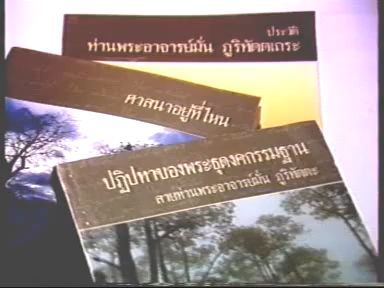 ประวัติ
ท่านพระอาจารย์มั่น ภูริทัตตเถระ
ศาสนาอยู่ที่ไหน
ปฏิปทาของพระธุดงคกรรมฐาน
สายท่านพระอาจารย์มั่น ภูริทัตตะ